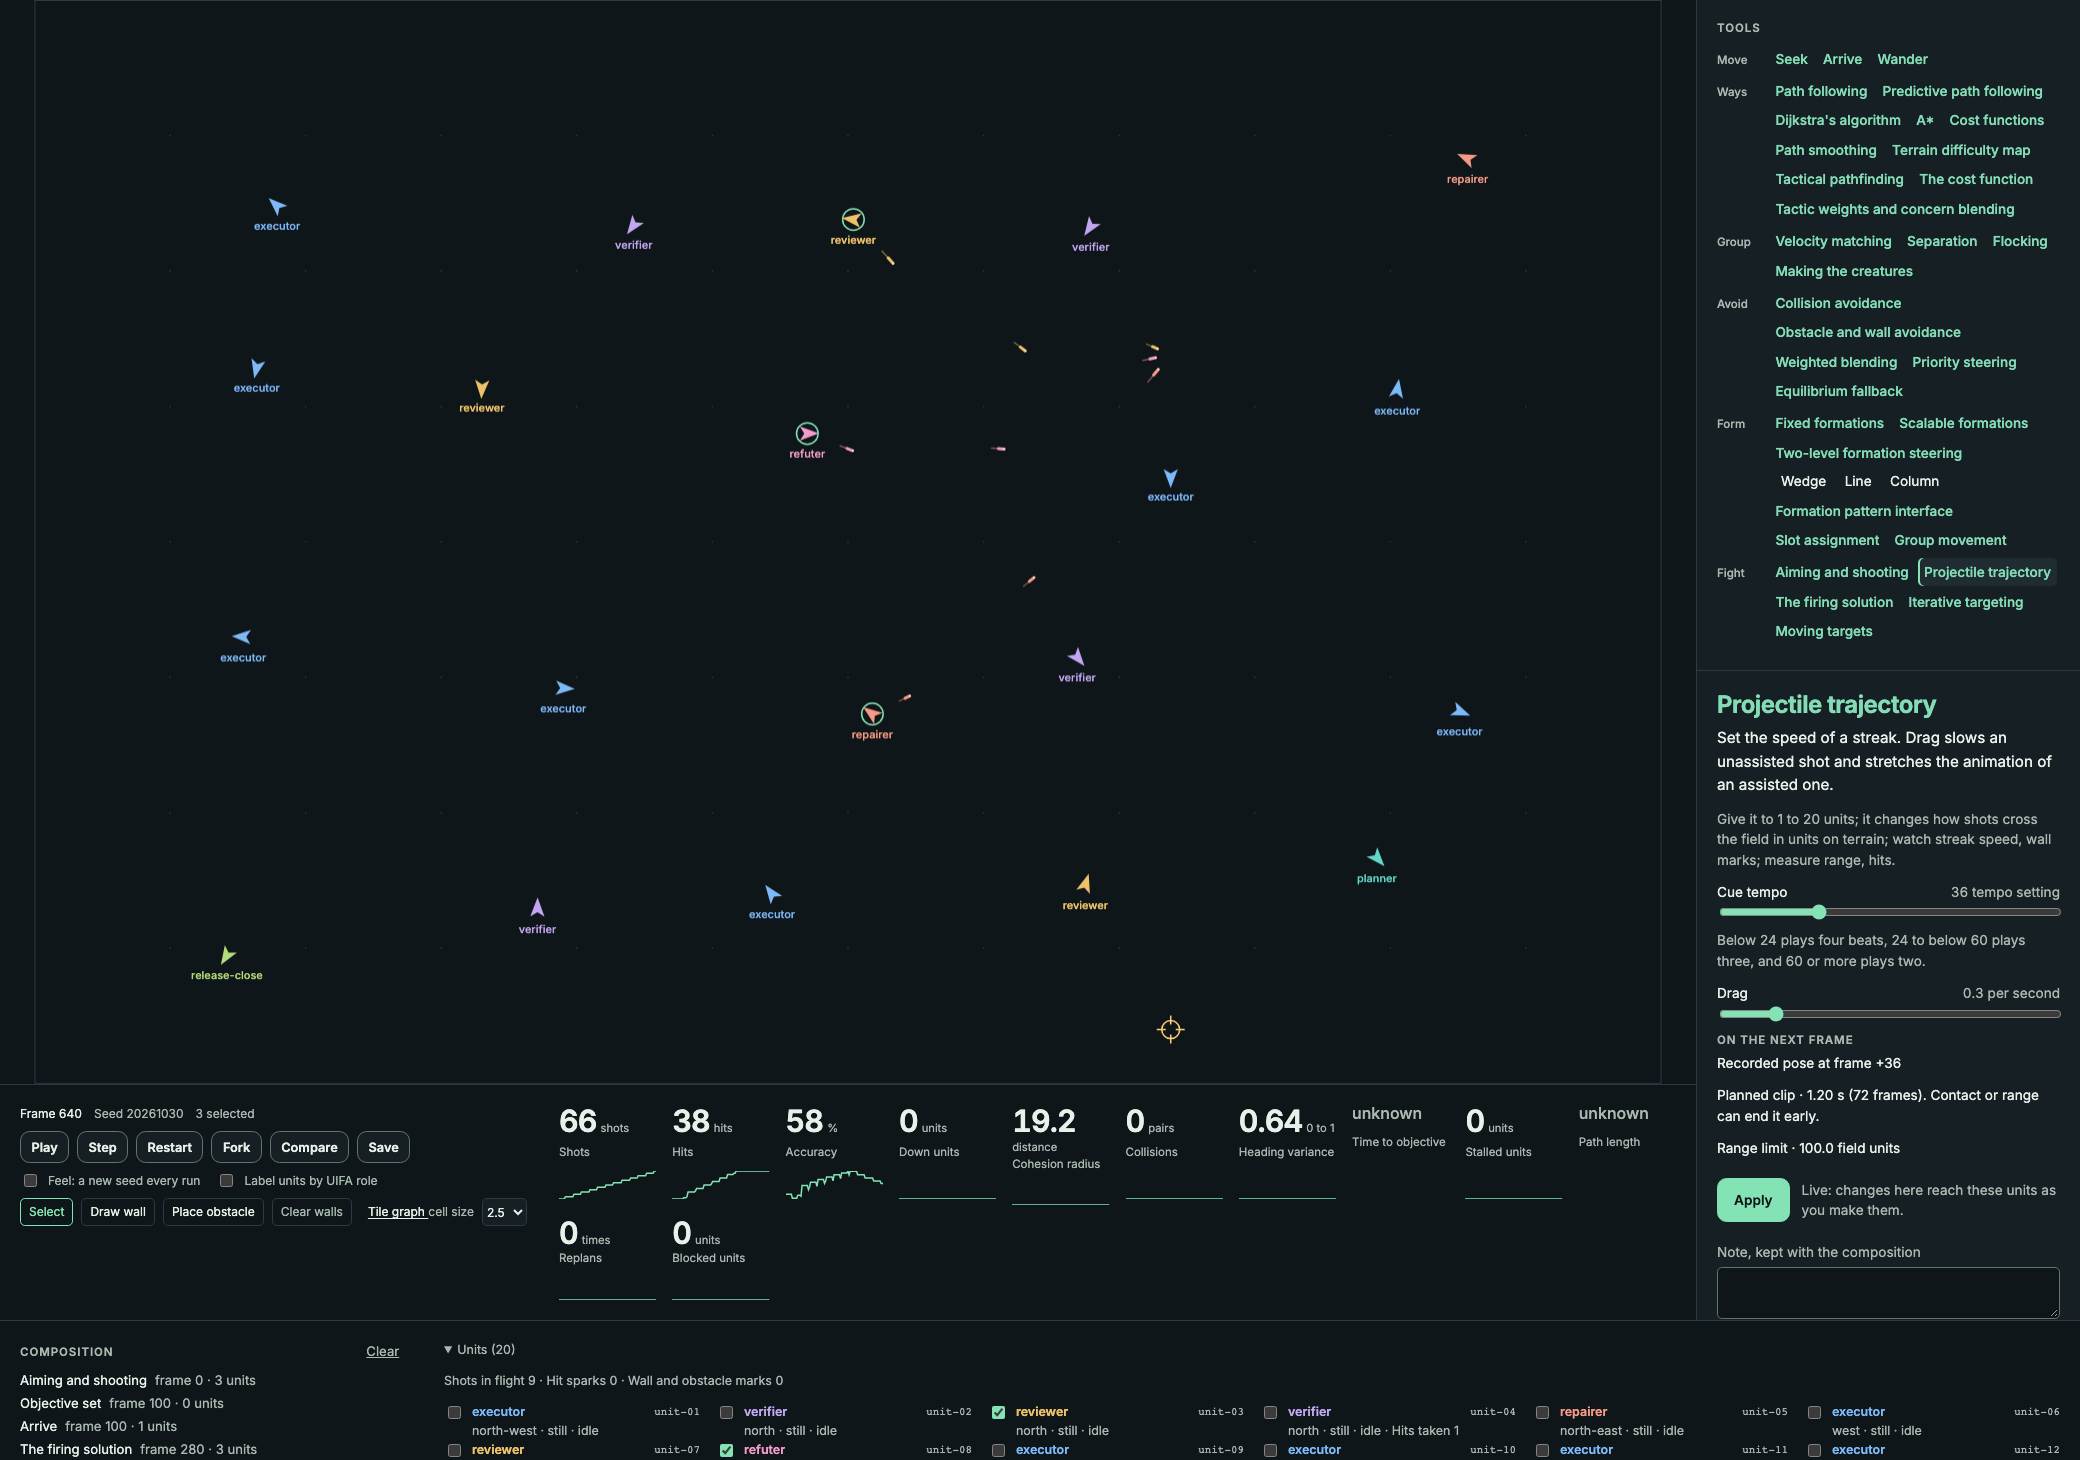 repairer
executor
verifier
reviewer
verifier
executor
reviewer
executor
refuter
executor
executor
verifier
executor
repairer
executor
planner
reviewer
executor
verifier
release-close
TOOLS
Move Seek Arrive Wander
Ways Path following Predictive path following
Dijkstra's algorithm A* Cost functions
Path smoothing Terrain difficulty map
Tactical pathfinding The cost function
Tactic weights and concern blending
Group Velocity matching Separation Flocking
Making the creatures
Avoid Collision avoidance
Obstacle and wall avoidance
Weighted blending Priority steering
Equilibrium fallback
Form Fixed formations Scalable formations
Two-level formation steering
Wedge Line Column
Formation pattern interface
Slot assignment Group movement
Fight Aiming and shooting Projectile trajectory
The firing solution Iterative targeting
Moving targets
Projectile trajectory
Set the speed of a streak. Drag slows an
unassisted shot and stretches the animation of
an assisted one.
Give it to 1 to 20 units; it changes how shots cross
the field in units on terrain; watch streak speed, wall
marks; measure range, hits.
Cue tempo 36 tempo setting
Below 24 plays four beats, 24 to below 60 plays
three, and 60 or more plays two.
Drag 0.3 per second
ON THE NEXT FRAME
Recorded pose at frame +36
Planned clip · 1.20 s (72 frames). Contact or range
can end it early.
Range limit · 100.0 field units
Apply Live: changes here reach these units as
you make them.
Note, kept with the composition
Frame 640 Seed 20261030 3 selected
Play Step Restart Fork Compare Save
Feel: a new seed every run Label units by UIFA role
Select Draw wall Place obstacle Clear walls Tile graph cell size 2.5
66 shots
Shots
38 hits
Hits
58 %
Accuracy
0 units
Down units
19.2
distance
Cohesion radius
0 pairs
Collisions
0.64 0 to 1
Heading variance
unknown
Time to objective
0 units
Stalled units
unknown
Path length
0 times
Replans
0 units
Blocked units
COMPOSITION Clear
Aiming and shooting frame 0 · 3 units
Objective set frame 100 · 0 units
Arrive frame 100 · 1 units
The firing solution frame 280 · 3 units
▼ Units (20)
Shots in flight 9 · Hit sparks 0 · Wall and obstacle marks 0
executor unit-01 verifier unit-02 reviewer unit-03 verifier unit-04 repairer unit-05 executor unit-06
north-west · still · idle north · still · idle north · still · idle north · still · idle · Hits taken 1 north-east · still · idle west · still · idle
reviewer unit-07 refuter unit-08 executor unit-09 executor unit-10 executor unit-11 executor unit-12